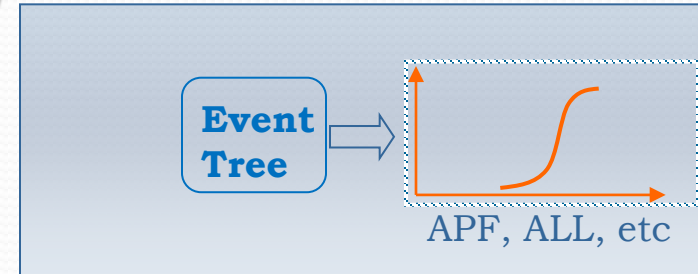 Event
Tree
APF, ALL, etc